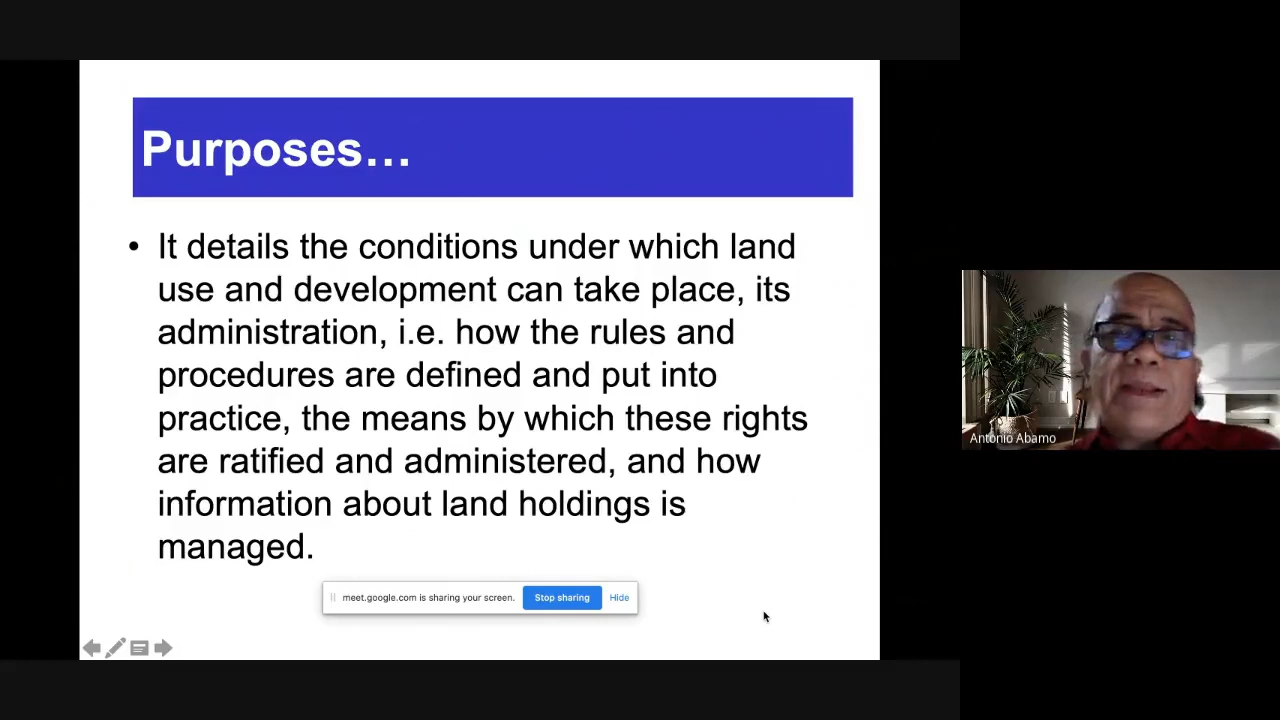 Purposes…
• It details the conditions under which land
use and development can take place, its
administration, i.e. how the rules and
procedures are defined and put into
practice, the means by which these rights
are ratified and administered, and how
information about land holdings is
managed.
meet.google.com is sharing your screen. Stop sharing Hide
Antonio Abamo